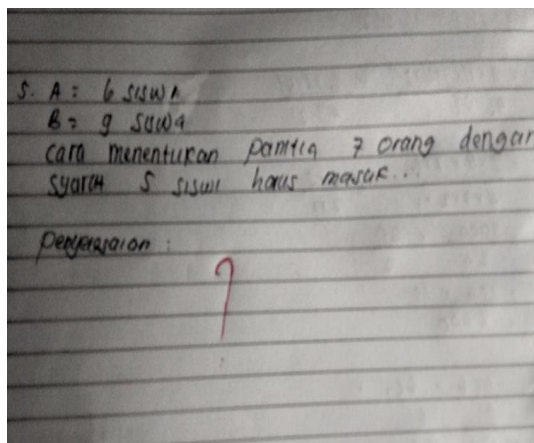 5. A = 6 siswa
B = 9 siswa
cara menentukan panitia 7 orang dengan
syarat 5 siswi harus masuk...
penyelesaian :
?